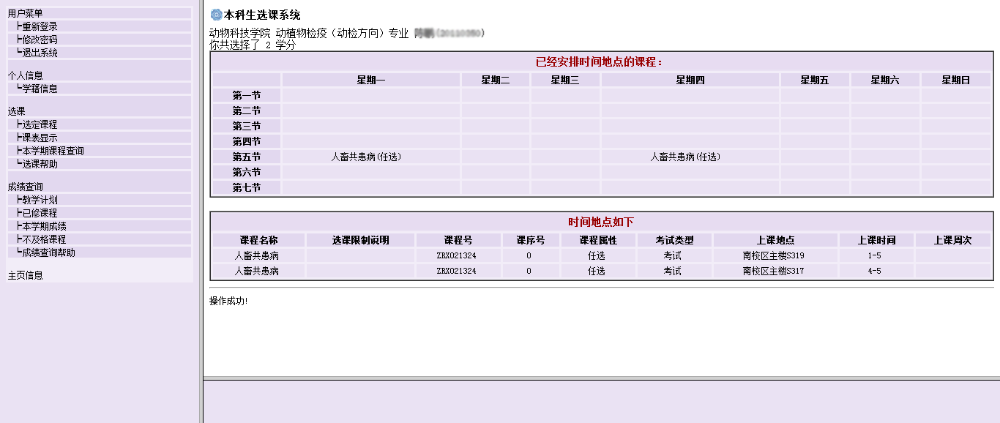 用户菜单
├重新登录
├修改密码
└退出系统
个人信息
└学籍信息
选课
├选定课程
├课表显示
├本学期课程查询
└选课帮助
成绩查询
├教学计划
├已修课程
├本学期成绩
├不及格课程
└成绩查询帮助
主页信息
本科生选课系统
动物科技学院 动植物检疫（动检方向）专业
你共选择了 2 学分
已经安排时间地点的课程：
星期一 星期二 星期三 星期四 星期五 星期六 星期日
第一节
第二节
第三节
第四节
第五节 人畜共患病(任选) 人畜共患病(任选)
第六节
第七节
时间地点如下
课程名称 选课限制说明 课程号 课序号 课程属性 考试类型 上课地点 上课时间 上课周次
人畜共患病 ZRX021324 0 任选 考试 南校区主楼S319 1-5
人畜共患病 ZRX021324 0 任选 考试 南校区主楼S317 4-5
操作成功!